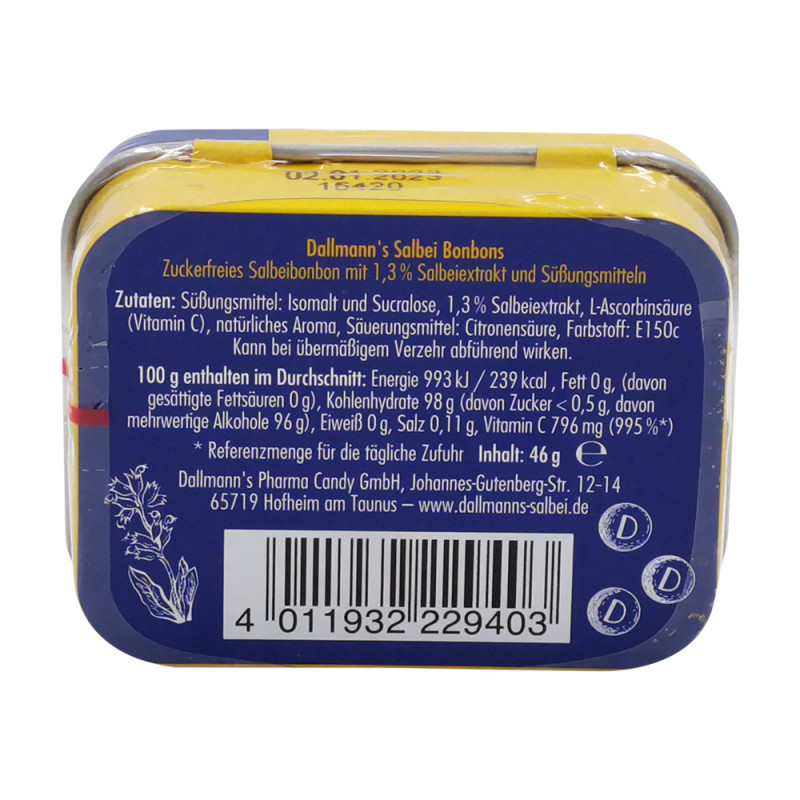 02.01.2023
15420
Dallmann's Salbei Bonbons
Zuckerfreies Salbeibonbon mit 1,3 % Salbeiextrakt und Süßungsmitteln
Zutaten: Süßungsmittel: Isomalt und Sucralose, 1,3 % Salbeiextrakt, L-Ascorbinsäure
(Vitamin C), natürliches Aroma, Säuerungsmittel: Citronensäure, Farbstoff: E150c
Kann bei übermäßigem Verzehr abführend wirken.
100 g enthalten im Durchschnitt: Energie 993 kJ / 239 kcal , Fett 0 g, (davon
gesättigte Fettsäuren 0 g), Kohlenhydrate 98 g (davon Zucker < 0,5 g, davon
mehrwertige Alkohole 96 g), Eiweiß 0 g, Salz 0,11 g, Vitamin C 796 mg (995 %*)
* Referenzmenge für die tägliche Zufuhr Inhalt: 46 g ℮
Dallmann's Pharma Candy GmbH, Johannes-Gutenberg-Str. 12-14
65719 Hofheim am Taunus – www.dallmanns-salbei.de
D
D
D
4 011932 229403